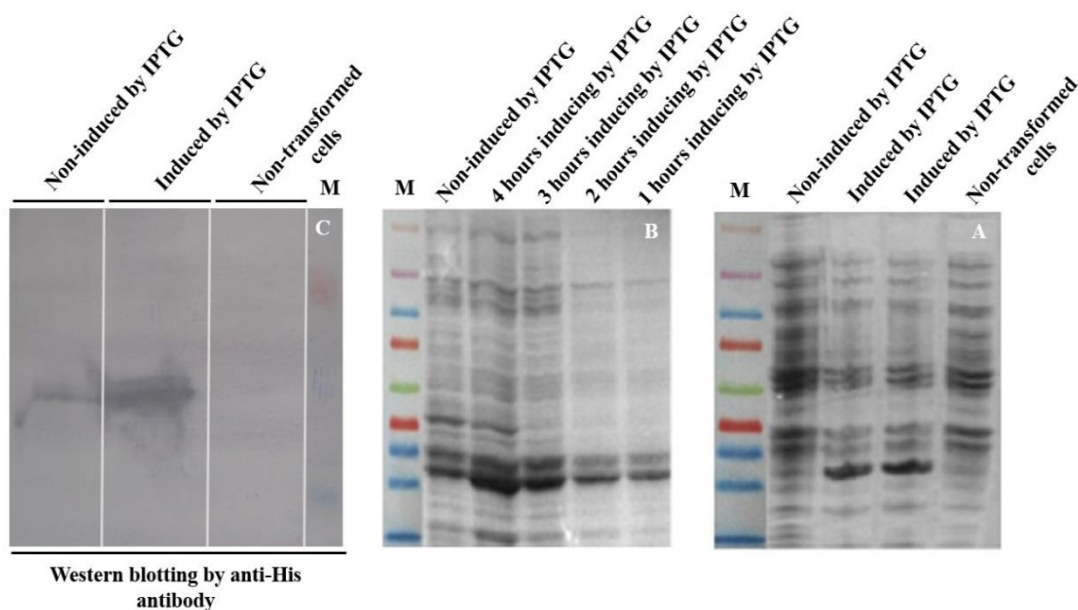 Non-induced by IPTG
Induced by IPTG
Non-transformed
cells
M
C
Western blotting by anti-His
antibody
M
Non-induced by IPTG
4 hours inducing by IPTG
3 hours inducing by IPTG
2 hours inducing by IPTG
1 hours inducing by IPTG
B
M
Non-induced by IPTG
Induced by IPTG
Induced by IPTG
Non-transformed
cells
A